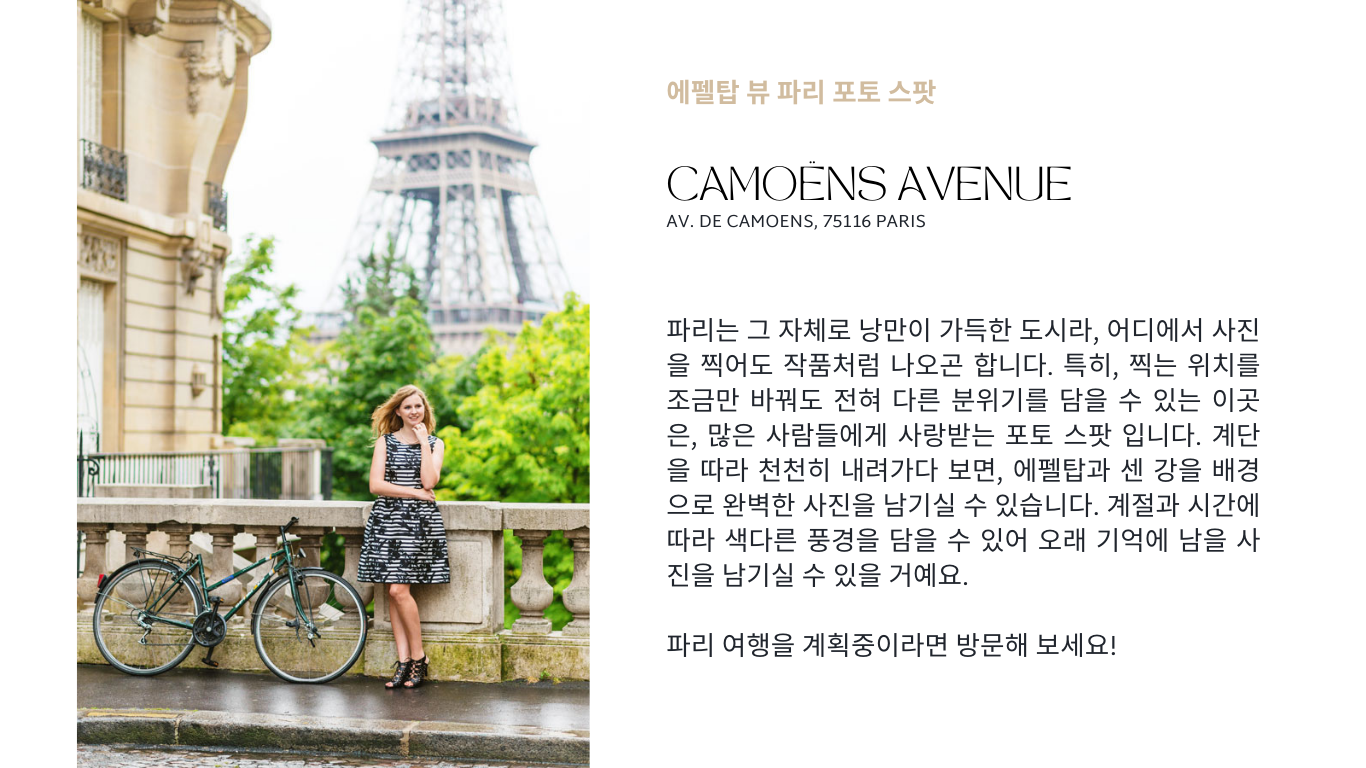 에펠탑 뷰 파리 포토 스팟
CAMOËNS AVENUE
AV. DE CAMOENS, 75116 PARIS
파리는 그 자체로 낭만이 가득한 도시라, 어디에서 사진
을 찍어도 작품처럼 나오곤 합니다. 특히, 찍는 위치를
조금만 바꿔도 전혀 다른 분위기를 담을 수 있는 이곳
은, 많은 사람들에게 사랑받는 포토 스팟 입니다. 계단
을 따라 천천히 내려가다 보면, 에펠탑과 센 강을 배경
으로 완벽한 사진을 남기실 수 있습니다. 계절과 시간에
따라 색다른 풍경을 담을 수 있어 오래 기억에 남을 사
진을 남기실 수 있을 거예요.
파리 여행을 계획중이라면 방문해 보세요!